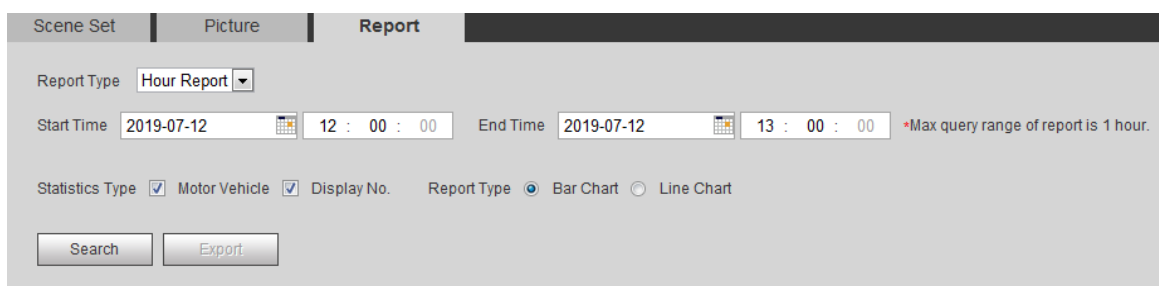 Scene Set Picture Report
Report Type Hour Report
Start Time 2019-07-12 12 : 00 : 00 End Time 2019-07-12 13 : 00 : 00 *Max query range of report is 1 hour.
Statistics Type Motor Vehicle Display No. Report Type Bar Chart Line Chart
Search Export